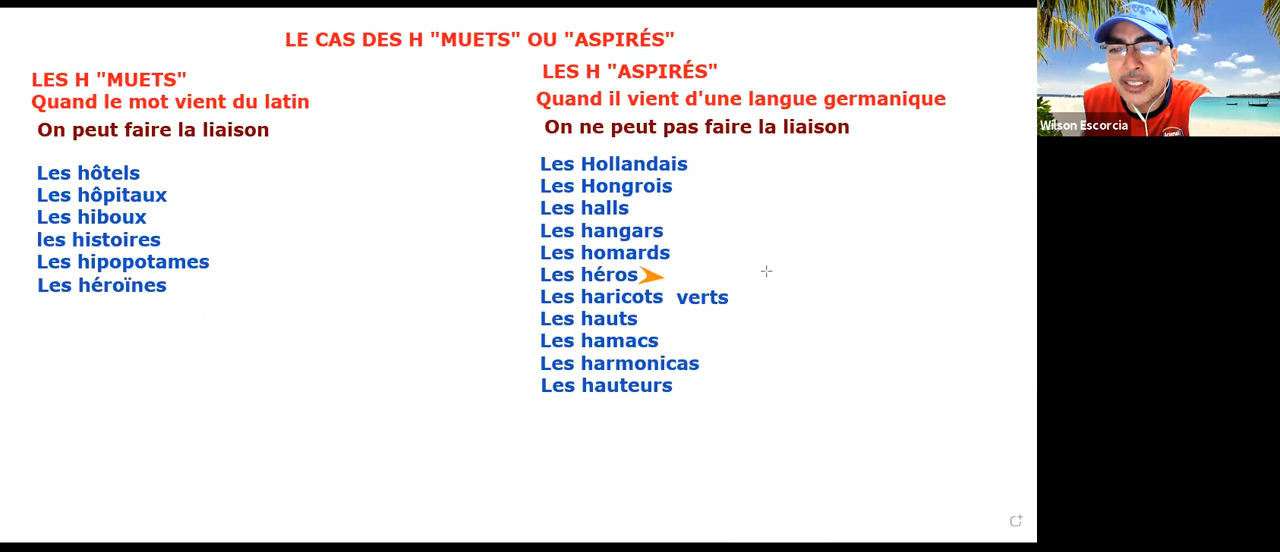 LE CAS DES H "MUETS" OU "ASPIRÉS"
LES H "MUETS"
Quand le mot vient du latin
On peut faire la liaison
Les hôtels
Les hôpitaux
Les hiboux
les histoires
Les hipopotames
Les héroïnes
LES H "ASPIRÉS"
Quand il vient d'une langue germanique
On ne peut pas faire la liaison
Les Hollandais
Les Hongrois
Les halls
Les hangars
Les homards
Les héros
Les haricots verts
Les hauts
Les hamacs
Les harmonicas
Les hauteurs
Wilson Escorcia